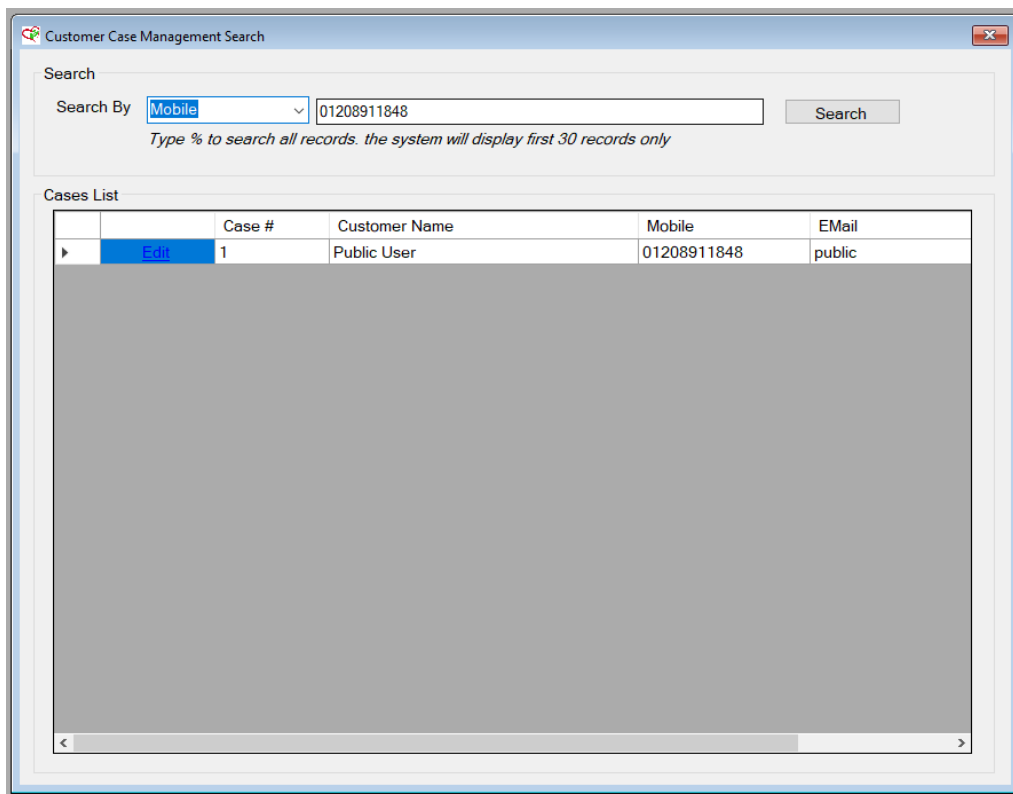 Customer Case Management Search
Search
Search By Mobile 01208911848 Search
Type % to search all records. the system will display first 30 records only
Cases List
Case # Customer Name Mobile EMail
Edit 1 Public User 01208911848 public